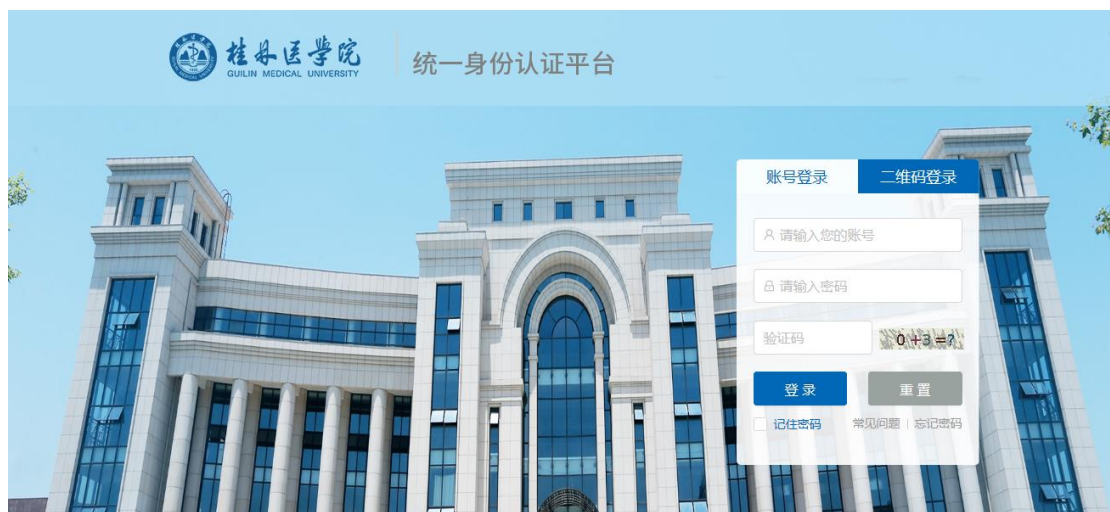 桂林医学院
GUILIN MEDICAL UNIVERSITY
统一身份认证平台
账号登录
二维码登录
请输入您的账号
请输入密码
验证码
0+3=?
登录
重置
记住密码
常见问题 | 忘记密码